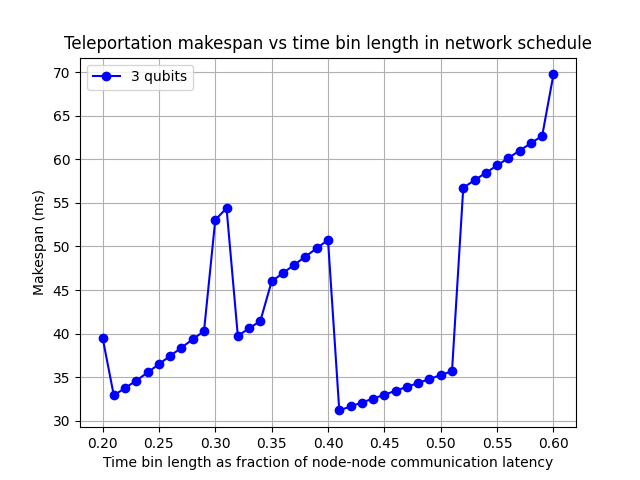 Teleportation makespan vs time bin length in network schedule
3 qubits
Makespan (ms)
70
65
60
55
50
45
40
35
30
0.20 0.25 0.30 0.35 0.40 0.45 0.50 0.55 0.60
Time bin length as fraction of node-node communication latency